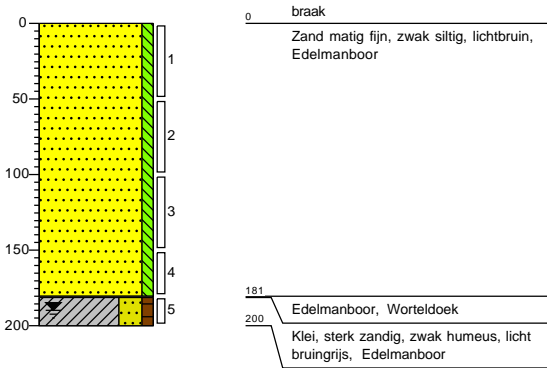 0
50
100
150
200
1
2
3
4
5
0
braak
Zand matig fijn, zwak siltig, lichtbruin,
Edelmanboor
181
Edelmanboor, Worteldoek
200
Klei, sterk zandig, zwak humeus, licht
bruingrijs, Edelmanboor